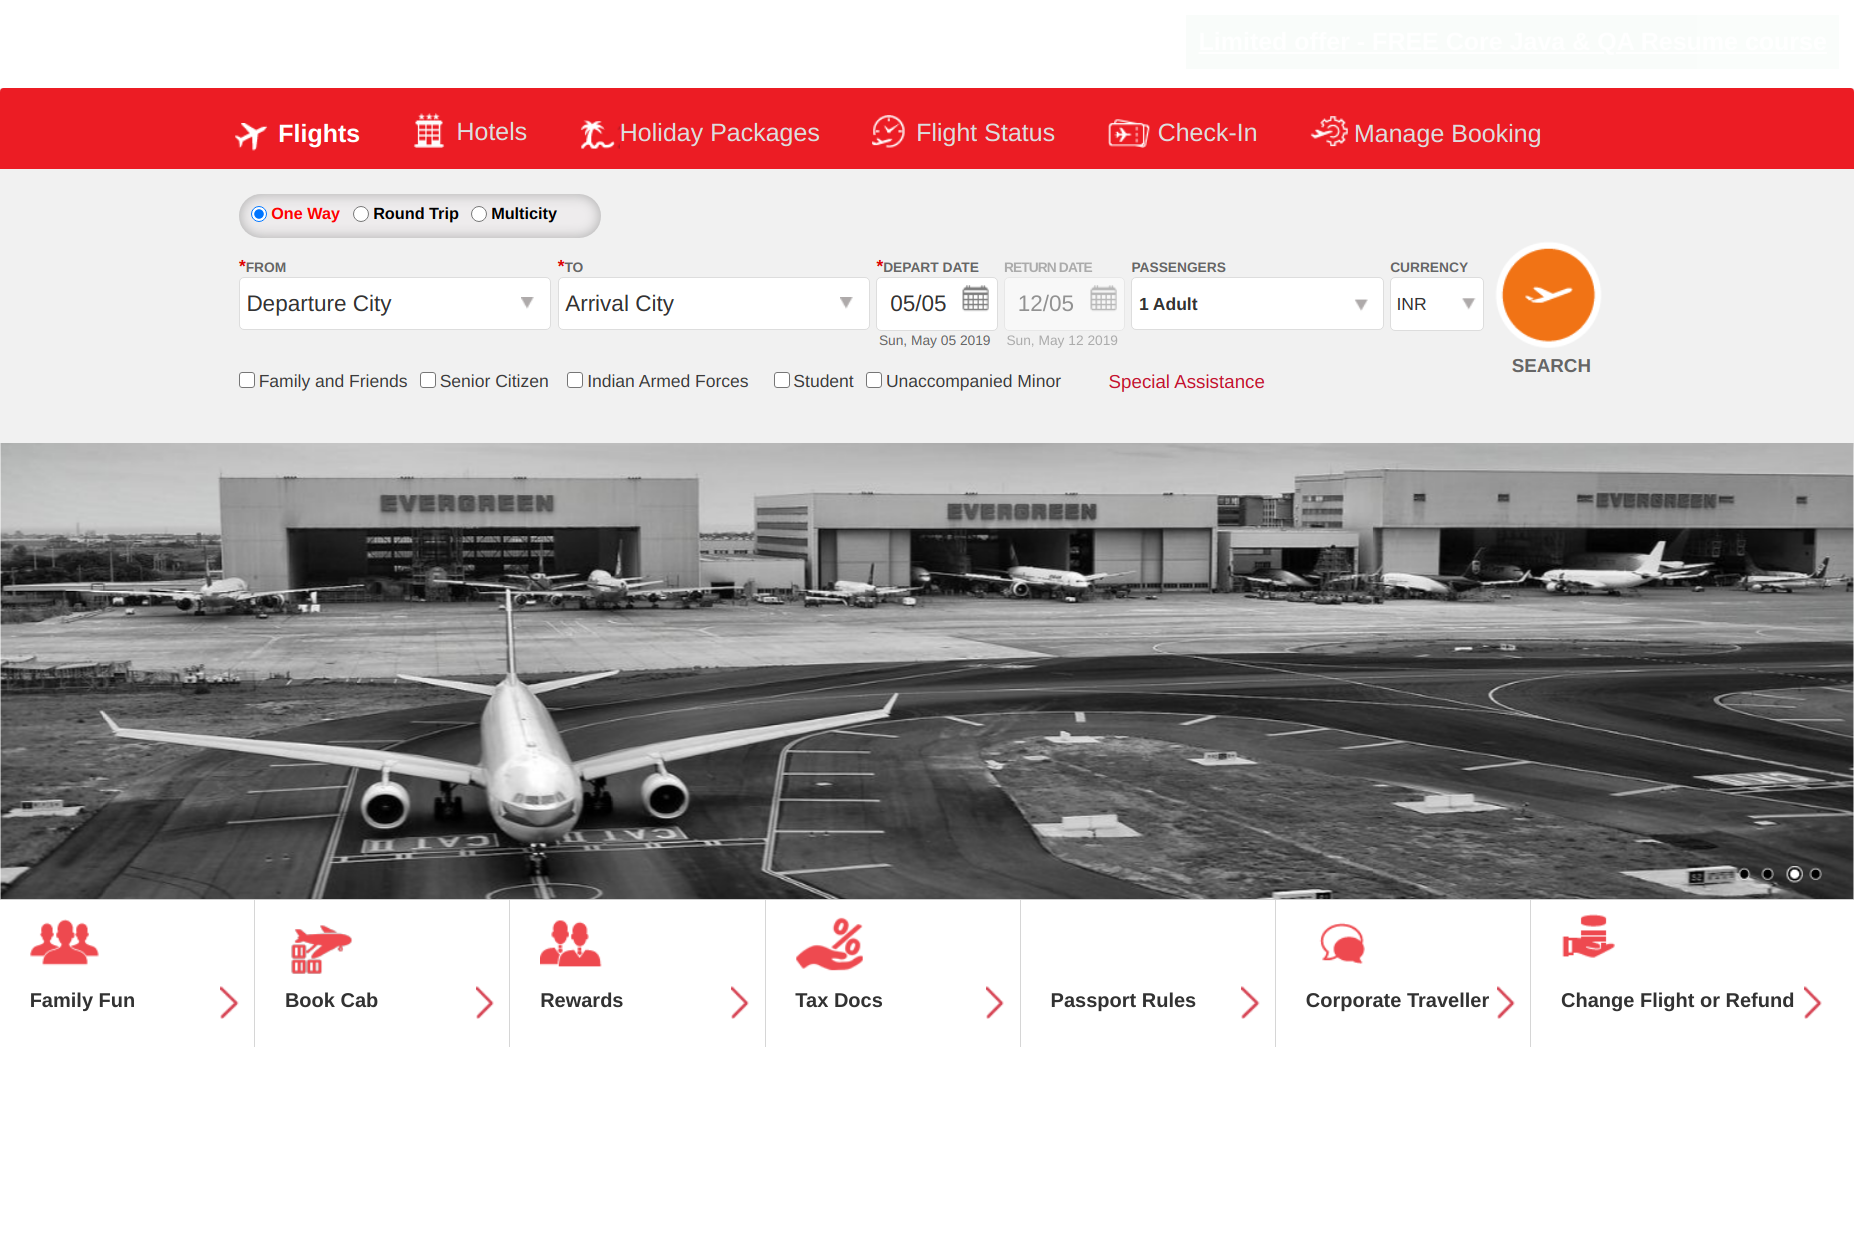 Limited offer - FREE Core Java & QA Resume course
Flights Hotels Holiday Packages Flight Status Check-In Manage Booking
One Way Round Trip Multicity
*FROM *TO *DEPART DATE RETURN DATE PASSENGERS CURRENCY
Departure City Arrival City 05/05 12/05 1 Adult INR
Sun, May 05 2019 Sun, May 12 2019
SEARCH
Family and Friends Senior Citizen Indian Armed Forces Student Unaccompanied Minor Special Assistance
EVERGREEN EVERGREEN EVERGREEN
CAT II CAT II
Family Fun Book Cab Rewards Tax Docs Passport Rules Corporate Traveller Change Flight or Refund